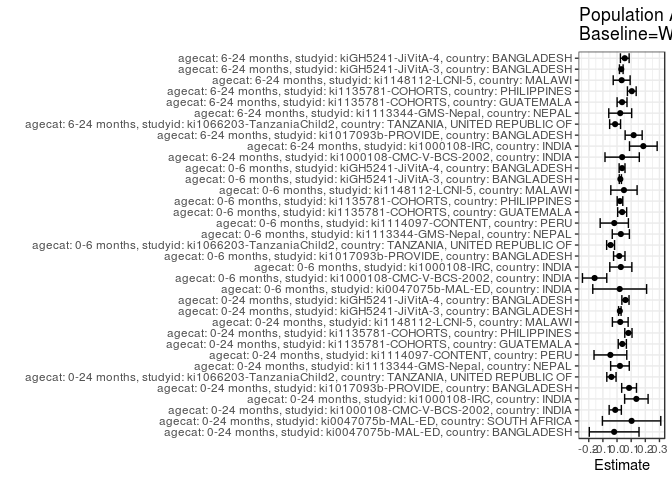 Population A
Baseline=W
agecat: 6-24 months, studyid: kiGH5241-JiVitA-4, country: BANGLADESH
agecat: 6-24 months, studyid: kiGH5241-JiVitA-3, country: BANGLADESH
agecat: 6-24 months, studyid: ki1148112-LCNI-5, country: MALAWI
agecat: 6-24 months, studyid: ki1135781-COHORTS, country: PHILIPPINES
agecat: 6-24 months, studyid: ki1135781-COHORTS, country: GUATEMALA
agecat: 6-24 months, studyid: ki1113344-GMS-Nepal, country: NEPAL
agecat: 6-24 months, studyid: ki1066203-TanzaniaChild2, country: TANZANIA, UNITED REPUBLIC OF
agecat: 6-24 months, studyid: ki1017093b-PROVIDE, country: BANGLADESH
agecat: 6-24 months, studyid: ki1000108-IRC, country: INDIA
agecat: 6-24 months, studyid: ki1000108-CMC-V-BCS-2002, country: INDIA
agecat: 0-6 months, studyid: kiGH5241-JiVitA-4, country: BANGLADESH
agecat: 0-6 months, studyid: kiGH5241-JiVitA-3, country: BANGLADESH
agecat: 0-6 months, studyid: ki1148112-LCNI-5, country: MALAWI
agecat: 0-6 months, studyid: ki1135781-COHORTS, country: PHILIPPINES
agecat: 0-6 months, studyid: ki1135781-COHORTS, country: GUATEMALA
agecat: 0-6 months, studyid: ki1114097-CONTENT, country: PERU
agecat: 0-6 months, studyid: ki1113344-GMS-Nepal, country: NEPAL
agecat: 0-6 months, studyid: ki1066203-TanzaniaChild2, country: TANZANIA, UNITED REPUBLIC OF
agecat: 0-6 months, studyid: ki1017093b-PROVIDE, country: BANGLADESH
agecat: 0-6 months, studyid: ki1000108-IRC, country: INDIA
agecat: 0-6 months, studyid: ki1000108-CMC-V-BCS-2002, country: INDIA
agecat: 0-6 months, studyid: ki0047075b-MAL-ED, country: INDIA
agecat: 0-24 months, studyid: kiGH5241-JiVitA-4, country: BANGLADESH
agecat: 0-24 months, studyid: kiGH5241-JiVitA-3, country: BANGLADESH
agecat: 0-24 months, studyid: ki1148112-LCNI-5, country: MALAWI
agecat: 0-24 months, studyid: ki1135781-COHORTS, country: PHILIPPINES
agecat: 0-24 months, studyid: ki1135781-COHORTS, country: GUATEMALA
agecat: 0-24 months, studyid: ki1114097-CONTENT, country: PERU
agecat: 0-24 months, studyid: ki1113344-GMS-Nepal, country: NEPAL
agecat: 0-24 months, studyid: ki1066203-TanzaniaChild2, country: TANZANIA, UNITED REPUBLIC OF
agecat: 0-24 months, studyid: ki1017093b-PROVIDE, country: BANGLADESH
agecat: 0-24 months, studyid: ki1000108-IRC, country: INDIA
agecat: 0-24 months, studyid: ki1000108-CMC-V-BCS-2002, country: INDIA
agecat: 0-24 months, studyid: ki0047075b-MAL-ED, country: SOUTH AFRICA
agecat: 0-24 months, studyid: ki0047075b-MAL-ED, country: BANGLADESH
-0.2 0.1 0.0 0.1 0.2 0.3
Estimate